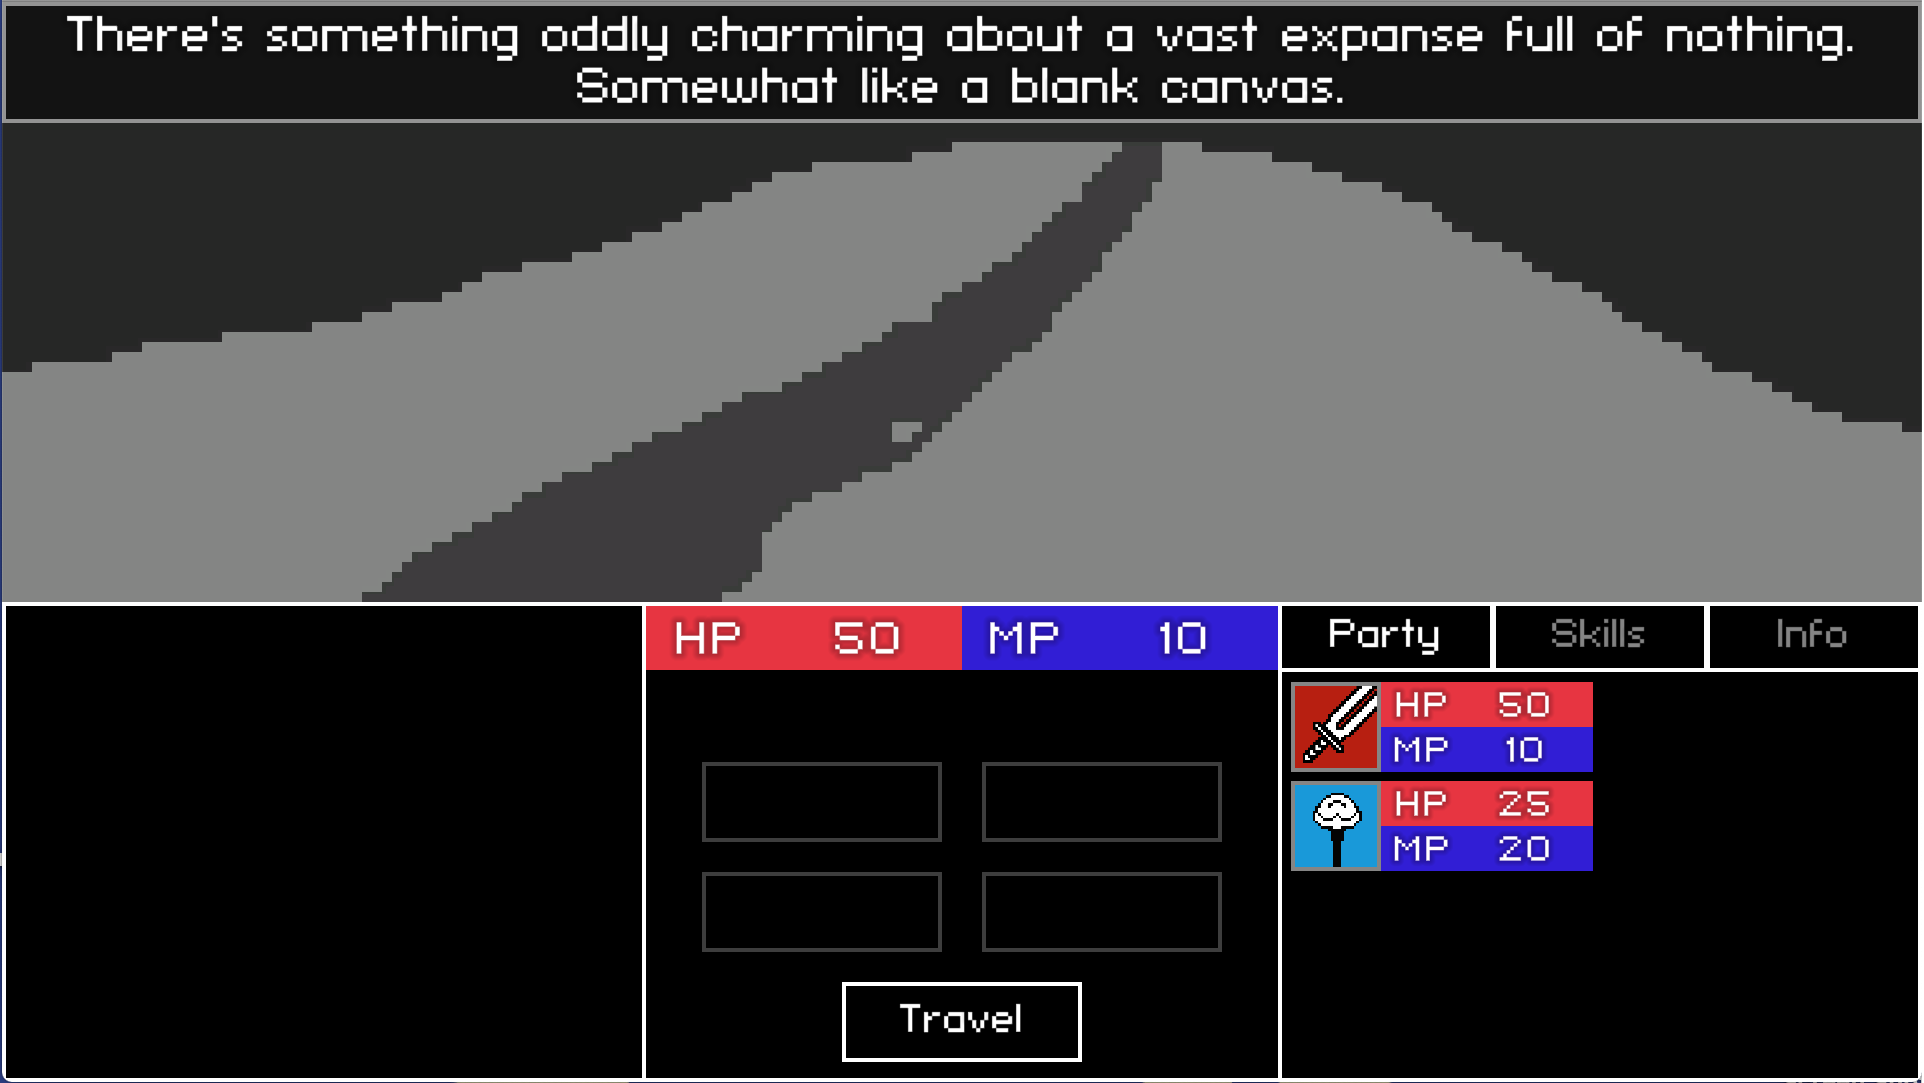 There's something oddly charming about a vast expanse full of nothing.
Somewhat like a blank canvas.
HP 50 MP 10
Party Skills Info
HP 50
MP 10
HP 25
MP 20
Travel